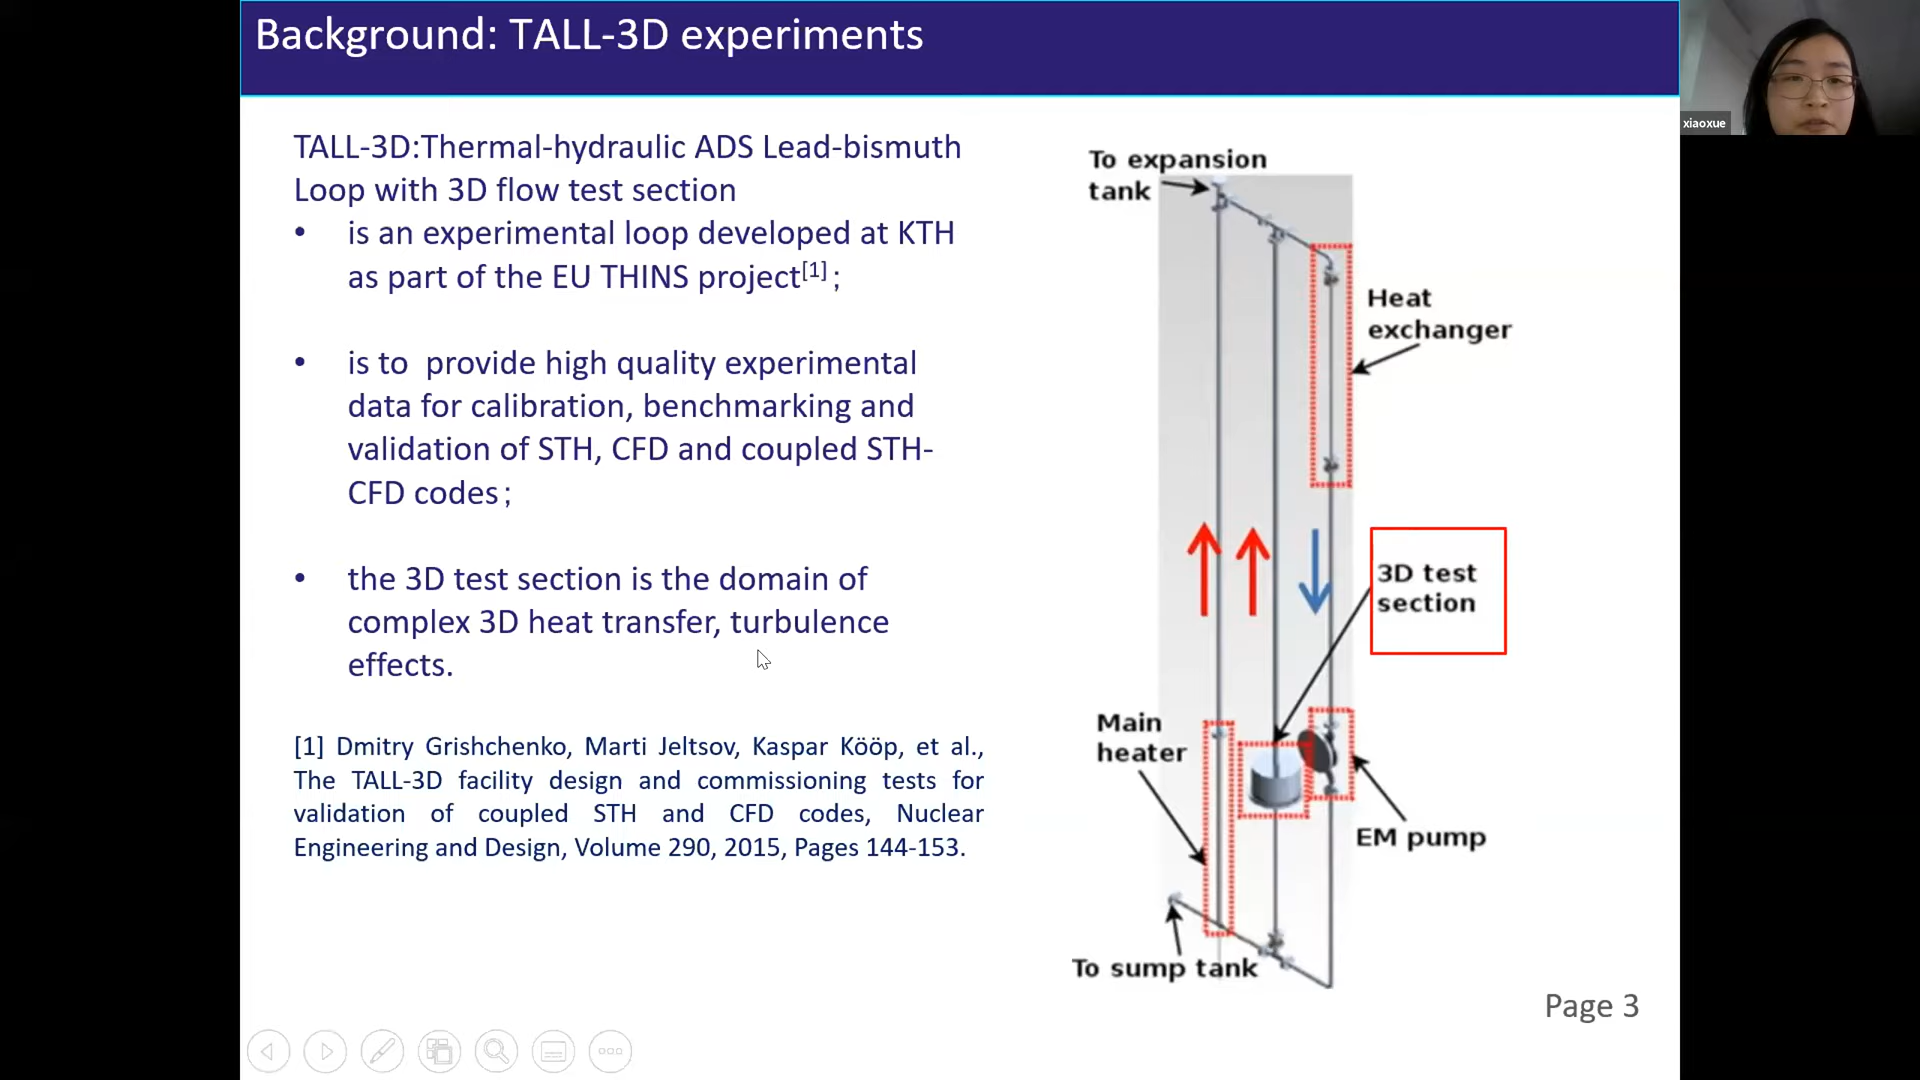 Background: TALL-3D experiments
xiaoxue
TALL-3D:Thermal-hydraulic ADS Lead-bismuth
Loop with 3D flow test section
• is an experimental loop developed at KTH
as part of the EU THINS project[1];
• is to provide high quality experimental
data for calibration, benchmarking and
validation of STH, CFD and coupled STH-
CFD codes;
• the 3D test section is the domain of
complex 3D heat transfer, turbulence
effects.
[1] Dmitry Grishchenko, Marti Jeltsov, Kaspar Kööp, et al.,
The TALL-3D facility design and commissioning tests for
validation of coupled STH and CFD codes, Nuclear
Engineering and Design, Volume 290, 2015, Pages 144-153.
To expansion
tank
Heat
exchanger
3D test
section
Main
heater
EM pump
To sump tank
Page 3